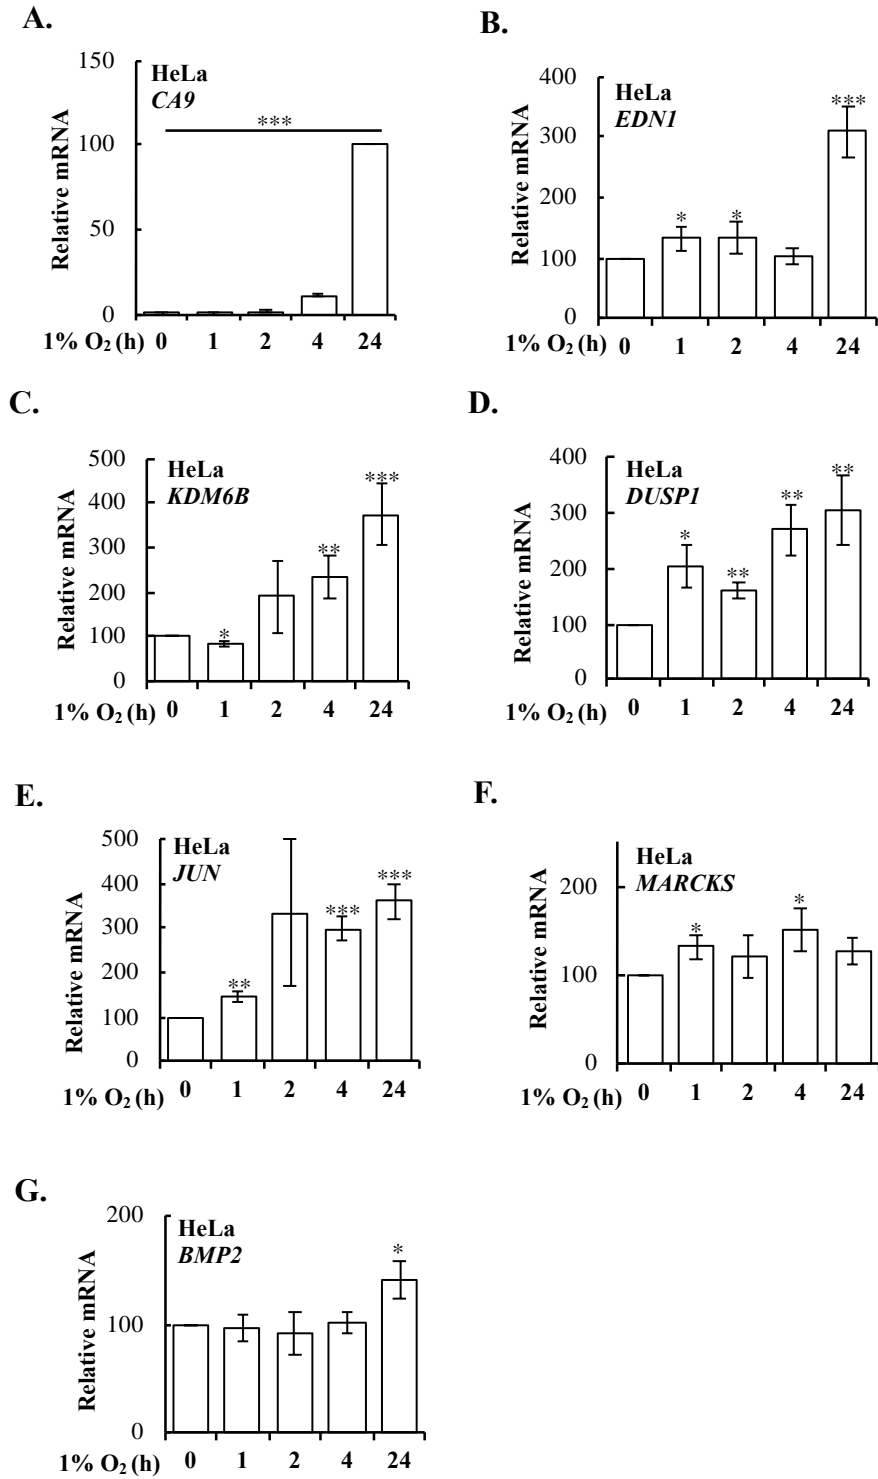 A.
HeLa
CA9
Relative mRNA
150
100
50
0
***
1% O₂ (h) 0 1 2 4 24
B.
HeLa
EDN1
Relative mRNA
400
300
200
100
0
* * ***
1% O₂ (h) 0 1 2 4 24
C.
HeLa
KDM6B
Relative mRNA
500
400
300
200
100
0
* ** ***
1% O₂ (h) 0 1 2 4 24
D.
HeLa
DUSP1
Relative mRNA
400
300
200
100
0
* ** ** **
1% O₂ (h) 0 1 2 4 24
E.
HeLa
JUN
Relative mRNA
500
400
300
200
100
0
** *** ***
1% O₂ (h) 0 1 2 4 24
F.
HeLa
MARCKS
Relative mRNA
200
100
0
* *
1% O₂ (h) 0 1 2 4 24
G.
HeLa
BMP2
Relative mRNA
200
100
0
*
1% O₂ (h) 0 1 2 4 24